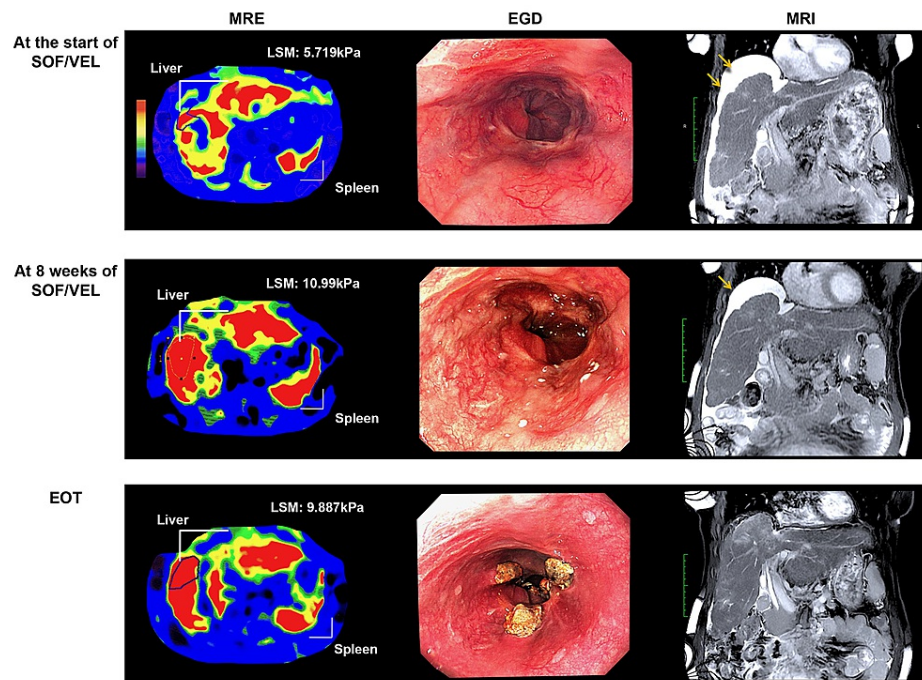 MRE
EGD
MRI
At the start of
SOF/VEL
LSM: 5.719kPa
Liver
Spleen
R
L
At 8 weeks of
SOF/VEL
LSM: 10.99kPa
Liver
Spleen
EOT
LSM: 9.887kPa
Liver
Spleen